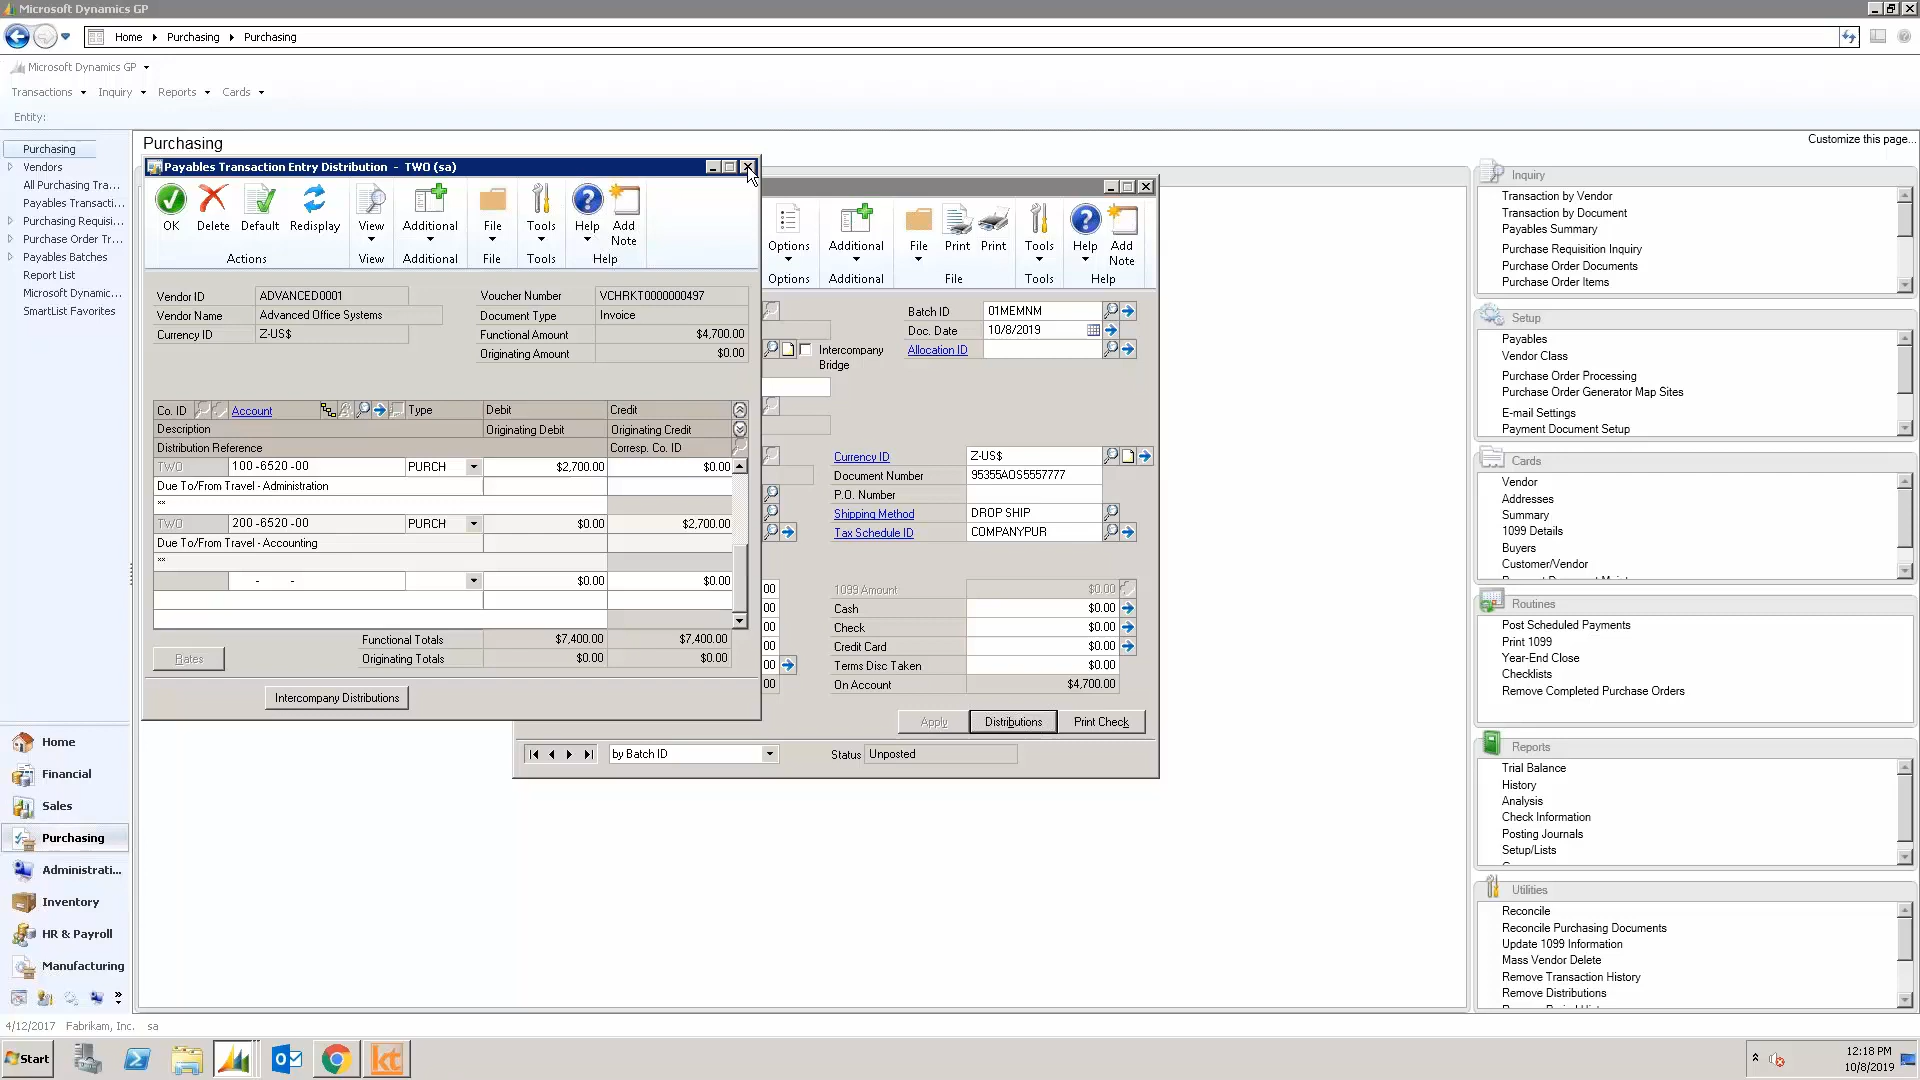 Microsoft Dynamics GP
Home Purchasing Purchasing
Microsoft Dynamics GP
Transactions Inquiry Reports Cards
Entity:
Purchasing
Vendors
All Purchasing Tra...
Payables Transacti...
Purchasing Requisi...
Purchase Order Tr...
Payables Batches
Report List
Microsoft Dynamic...
SmartList Favorites
Home
Financial
Sales
Purchasing
Administrati...
Inventory
HR & Payroll
Manufacturing
Purchasing
Customize this page...
Payables Transaction Entry Distribution - TWO (sa)
OK Delete Default Redisplay View Additional File Tools Help Add Note
Actions View Additional File Tools Help
Vendor ID ADVANCED0001 Voucher Number VCHRKT0000000497
Vendor Name Advanced Office Systems Document Type Invoice
Currency ID Z-US$ Functional Amount $4,700.00
Originating Amount $0.00
Co. ID Account Type Debit Credit
Description Originating Debit Originating Credit
Distribution Reference Corresp. Co. ID
TWO 100 -6520 -00 PURCH $2,700.00 $0.00
Due To/From Travel - Administration
**
TWO 200 -6520 -00 PURCH $0.00 $2,700.00
Due To/From Travel - Accounting
**
- - $0.00 $0.00
Functional Totals $7,400.00 $7,400.00
Rates Originating Totals $0.00 $0.00
Intercompany Distributions
Options Additional File Print Print Tools Help Add Note
Options Additional File Tools Help
Batch ID 01MEMNM
Doc. Date 10/8/2019
Intercompany Bridge
Allocation ID
Currency ID Z-US$
Document Number 95355AOS5557777
P.O. Number
Shipping Method DROP SHIP
Tax Schedule ID COMPANYPUR
00 1099 Amount $0.00
00 Cash $0.00
00 Check $0.00
00 Credit Card $0.00
00 Terms Disc Taken $0.00
00 On Account $4,700.00
Apply Distributions Print Check
by Batch ID Status Unposted
Inquiry
Transaction by Vendor
Transaction by Document
Payables Summary
Purchase Requisition Inquiry
Purchase Order Documents
Purchase Order Items
Setup
Payables
Vendor Class
Purchase Order Processing
Purchase Order Generator Map Sites
E-mail Settings
Payment Document Setup
Cards
Vendor
Addresses
Summary
1099 Details
Buyers
Customer/Vendor
Routines
Post Scheduled Payments
Print 1099
Year-End Close
Checklists
Remove Completed Purchase Orders
Reports
Trial Balance
History
Analysis
Check Information
Posting Journals
Setup/Lists
Utilities
Reconcile
Reconcile Purchasing Documents
Update 1099 Information
Mass Vendor Delete
Remove Transaction History
Remove Distributions
4/12/2017 Fabrikam, Inc. sa
Start
kt
12:18 PM
10/8/2019